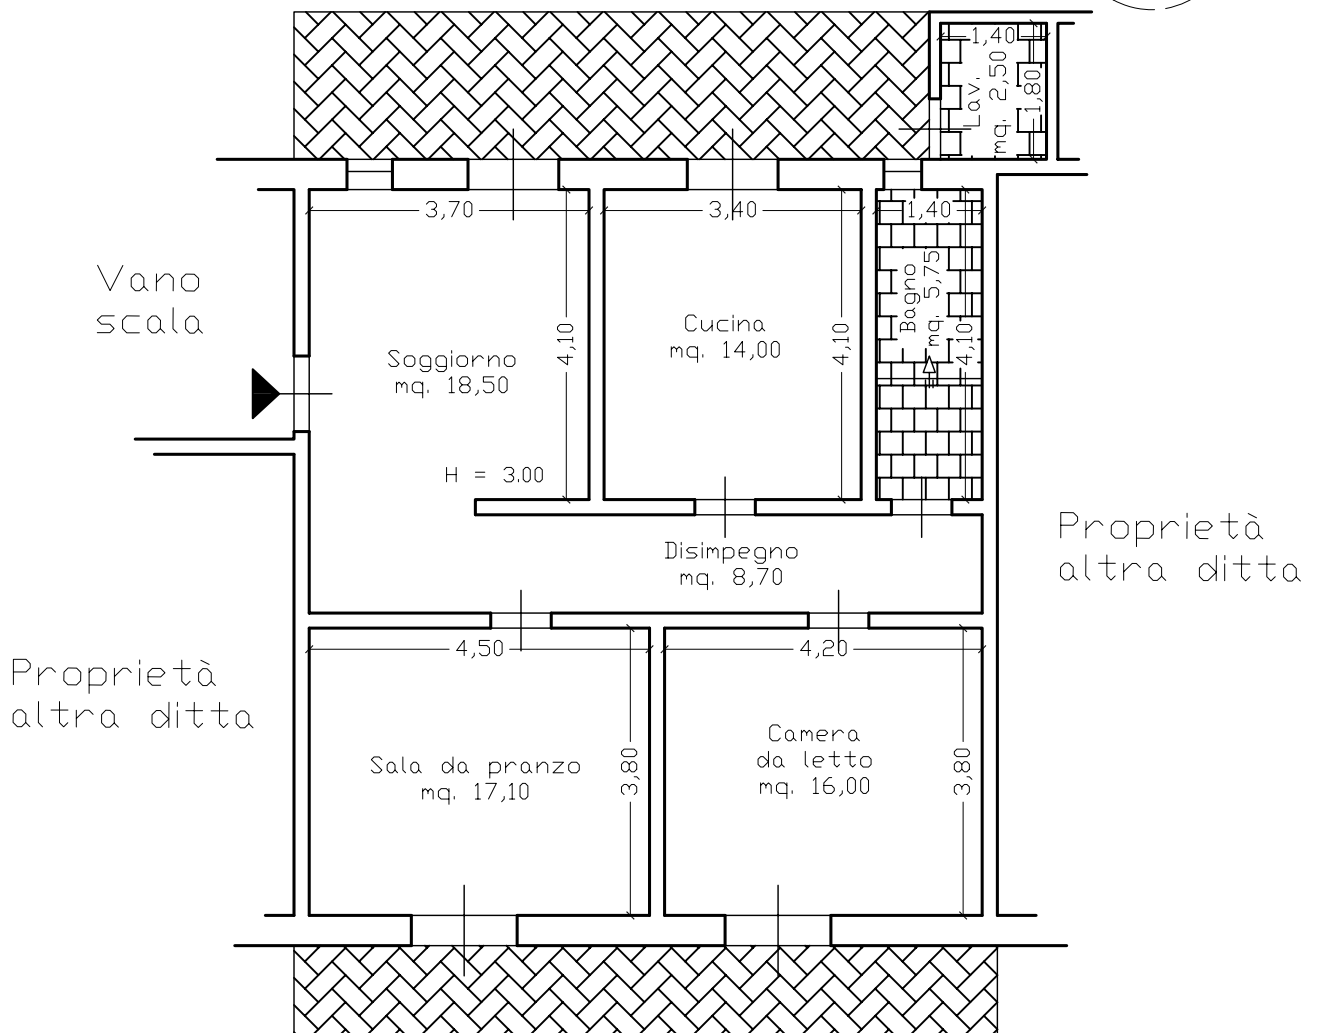 1,40
Lav.
mq. 2,50
1,80
3,70
3,40
1,40
Vano
scala
Soggiorno
mq. 18,50
4,10
Cucina
mq. 14,00
4,10
Bagno
mq. 5,75
4,10
H = 3.00
Disimpegno
mq. 8,70
Proprietà
altra ditta
4,50
4,20
Proprietà
altra ditta
Sala da pranzo
mq. 17,10
3,80
Camera
da letto
mq. 16,00
3,80